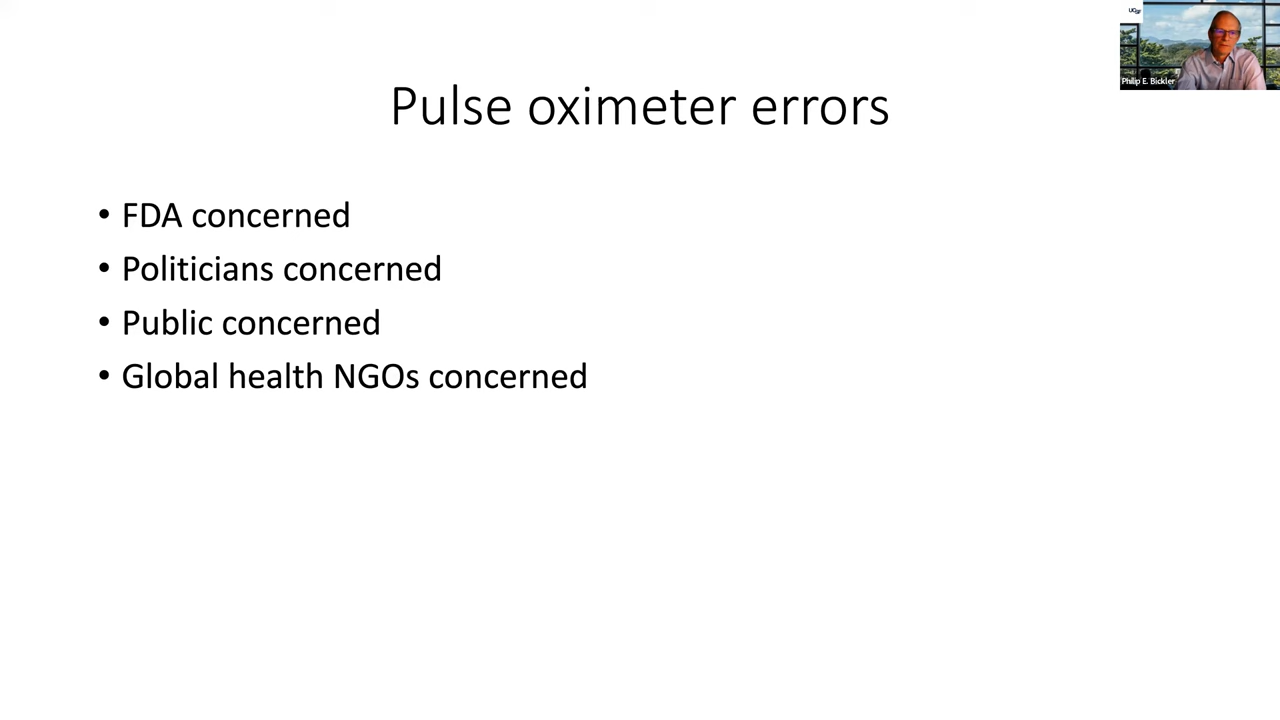 Philip E. Bickler
Pulse oximeter errors
• FDA concerned
• Politicians concerned
• Public concerned
• Global health NGOs concerned